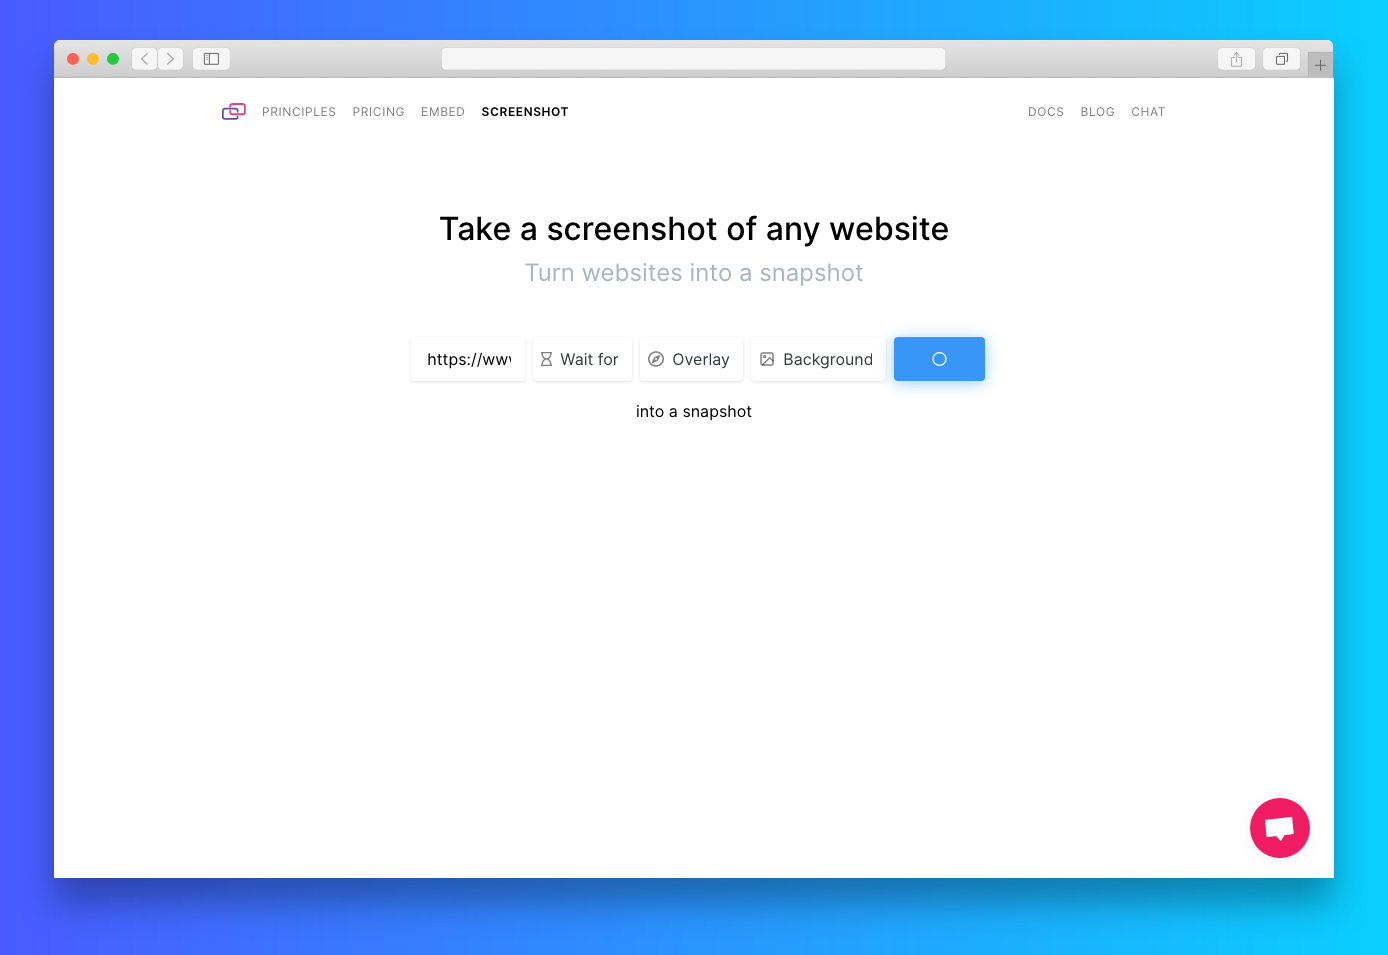 PRINCIPLES PRICING EMBED SCREENSHOT DOCS BLOG CHAT
Take a screenshot of any website
Turn websites into a snapshot
https://www Wait for Overlay Background
into a snapshot